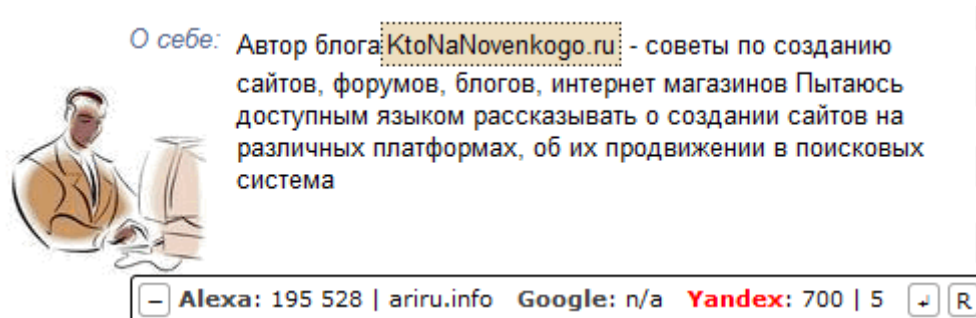 О себе: Автор блога KtoNaNovenkogo.ru - советы по созданию
сайтов, форумов, блогов, интернет магазинов Пытаюсь
доступным языком рассказывать о создании сайтов на
различных платформах, об их продвижении в поисковых
система
– Alexa: 195 528 | ariru.info Google: n/a Yandex: 700 | 5 ↲ R